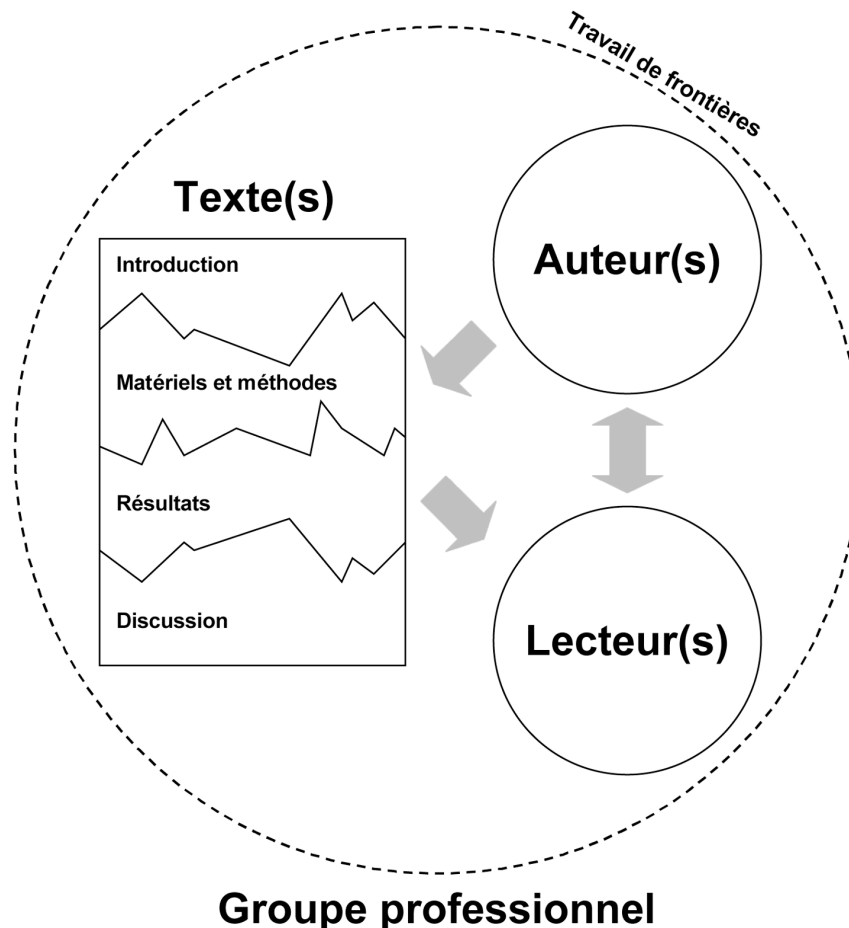 Travail de frontières
Texte(s)
Introduction
Matériels et méthodes
Résultats
Discussion
Auteur(s)
Lecteur(s)
Groupe professionnel